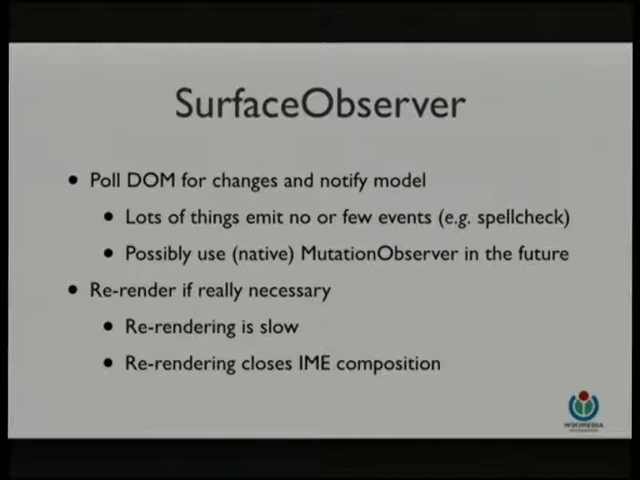 SurfaceObserver
• Poll DOM for changes and notify model
• Lots of things emit no or few events (e.g. spellcheck)
• Possibly use (native) MutationObserver in the future
• Re-render if really necessary
• Re-rendering is slow
• Re-rendering closes IME composition
WIKIMEDIA